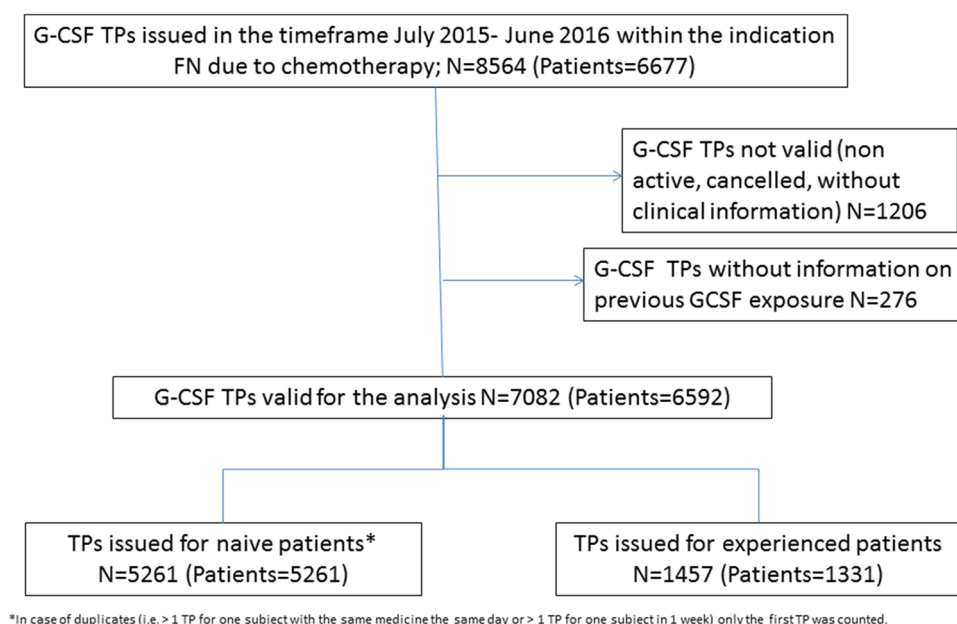 G-CSF TPs issued in the timeframe July 2015- June 2016 within the indication
FN due to chemotherapy; N=8564 (Patients=6677)
G-CSF TPs not valid (non
active, cancelled, without
clinical information) N=1206
G-CSF TPs without information on
previous GCSF exposure N=276
G-CSF TPs valid for the analysis N=7082 (Patients=6592)
TPs issued for naive patients*
N=5261 (Patients=5261)
TPs issued for experienced patients
N=1457 (Patients=1331)
*In case of duplicates (i.e. > 1 TP for one subject with the same medicine the same day or > 1 TP for one subject in 1 week) only the first TP was counted.